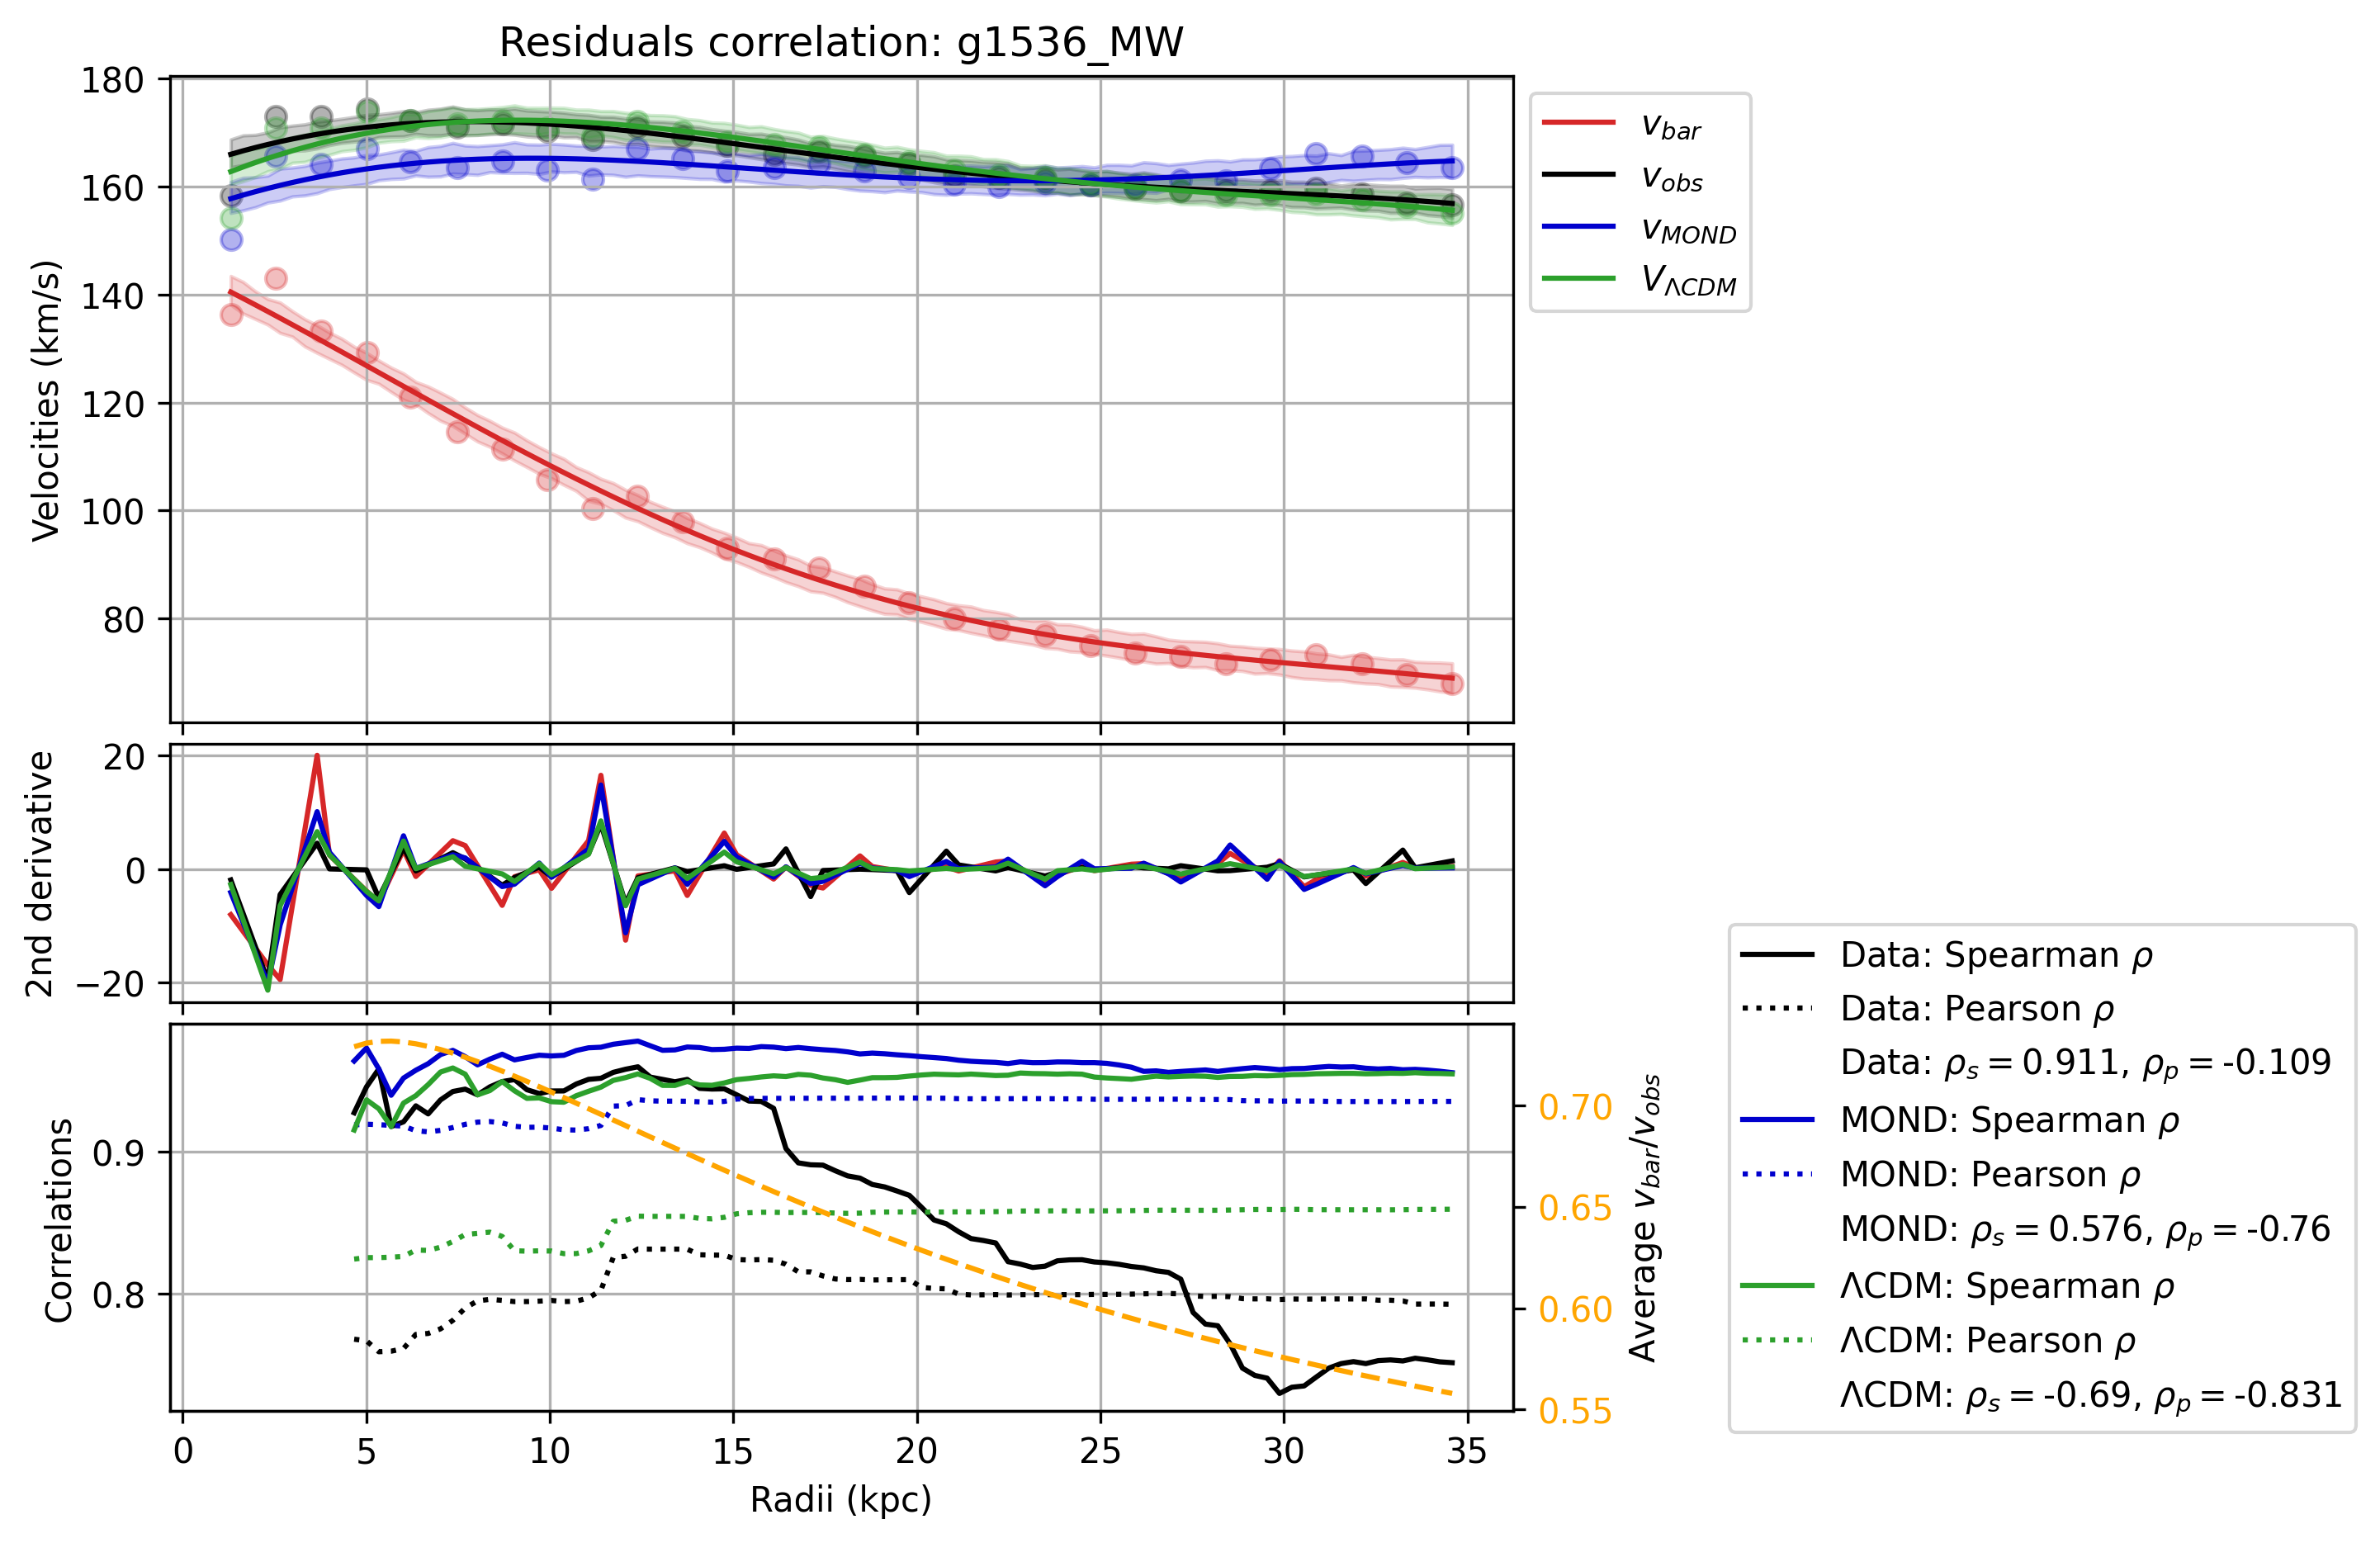 Residuals correlation: g1536_MW
180
160
140
120
100
80
Velocities (km/s)
v_bar
v_obs
v_MOND
V_ΛCDM
20
0
−20
2nd derivative
0.9
0.8
Correlations
0.70
0.65
0.60
0.55
Average v_bar/v_obs
0 5 10 15 20 25 30 35
Radii (kpc)
Data: Spearman ρ
Data: Pearson ρ
Data: ρ_s = 0.911, ρ_p = -0.109
MOND: Spearman ρ
MOND: Pearson ρ
MOND: ρ_s = 0.576, ρ_p = -0.76
ΛCDM: Spearman ρ
ΛCDM: Pearson ρ
ΛCDM: ρ_s = -0.69, ρ_p = -0.831